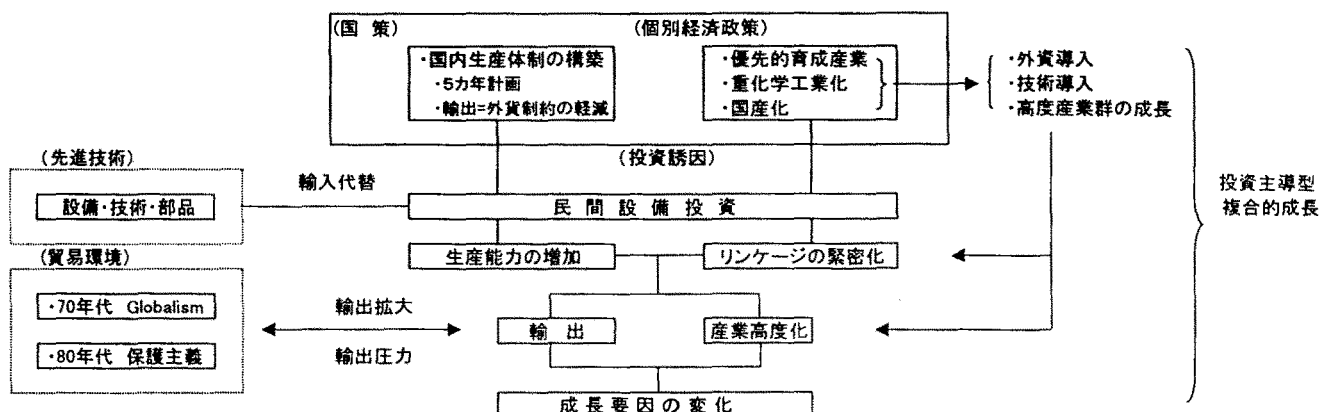 (国 策)
(個別経済政策)
・国内生産体制の構築
・5カ年計画
・輸出=外貨制約の軽減
・優先的育成産業
・重化学工業化
・国産化
・外資導入
・技術導入
・高度産業群の成長
(先進技術)
設備・技術・部品
輸入代替
(投資誘因)
民間設備投資
投資主導型
複合的成長
(貿易環境)
生産能力の増加
リンケージの緊密化
・70年代 Globalism
・80年代 保護主義
輸出拡大
輸出圧力
輸出
産業高度化
成長要因の変化